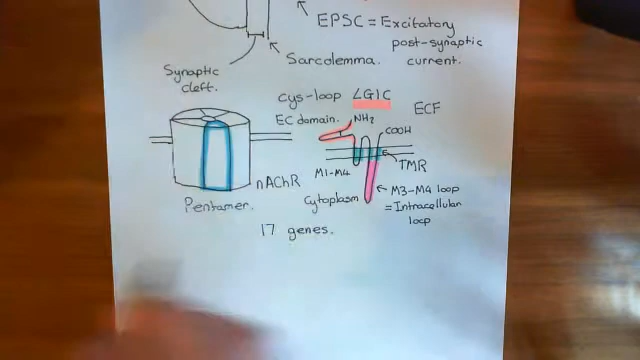 EPSC = Excitatory
post-synaptic
current.
Sarcolemma.
Synaptic
cleft.
cys-loop LGIC
ECF
EC domain.
NH2
COOH
M1-M4
TMR
nAChR
M3-M4 loop
= Intracellular
loop
Cytoplasm
Pentamer.
17 genes.